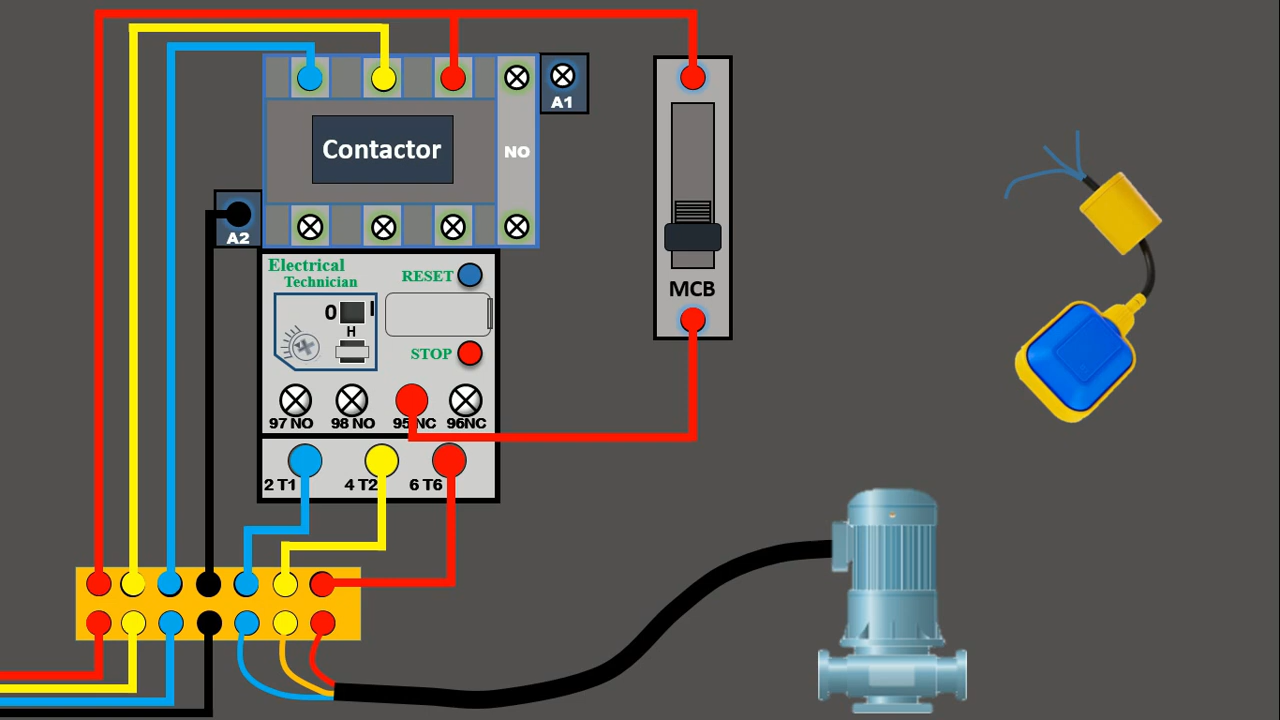 A1
Contactor
NO
A2
Electrical
Technician
RESET
0
H
MCB
STOP
97 NO
98 NO
95 NC
96NC
2 T1
4 T2
6 T6